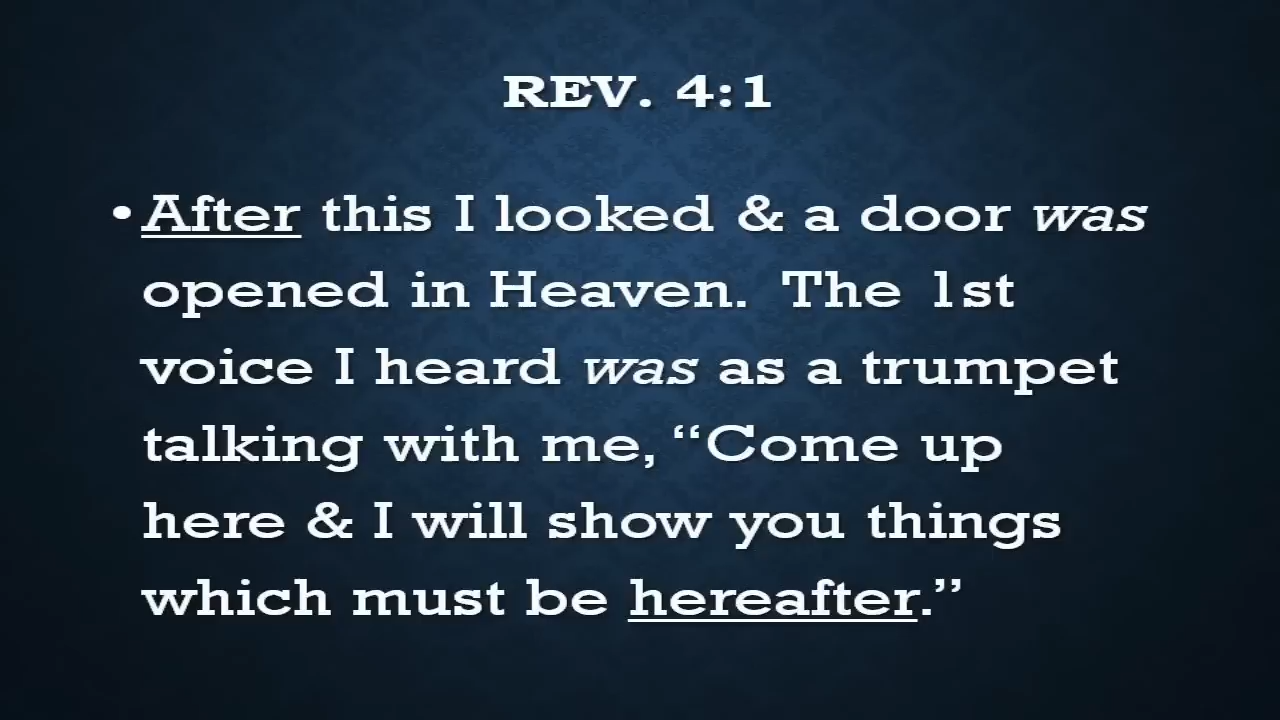 REV. 4:1
• After this I looked & a door was
opened in Heaven.  The 1st
voice I heard was as a trumpet
talking with me, “Come up
here & I will show you things
which must be hereafter.”